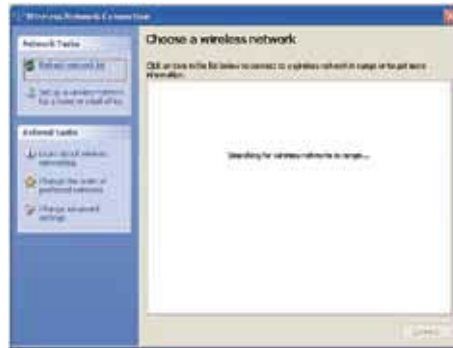 Wireless Network Connection
Network Tasks
Refresh network list
Set up a wireless network
for a home or small office
Related Tasks
Learn about wireless
networking
Change the order of
preferred networks
Change advanced
settings
Choose a wireless network
Click an item in the list below to connect to a wireless network in range or to get more
information.
Searching for wireless networks in range...
Connect